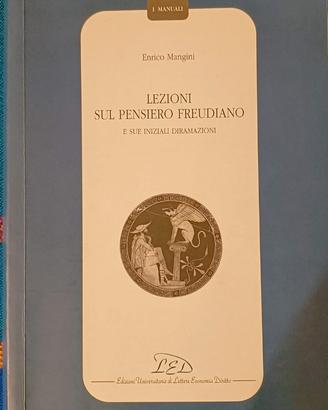 I MANUALI
Enrico Mangini
LEZIONI
SUL PENSIERO FREUDIANO
E SUE INIZIALI DIRAMAZIONI
LED
Edizioni Universitarie di Lettere Economia Diritto